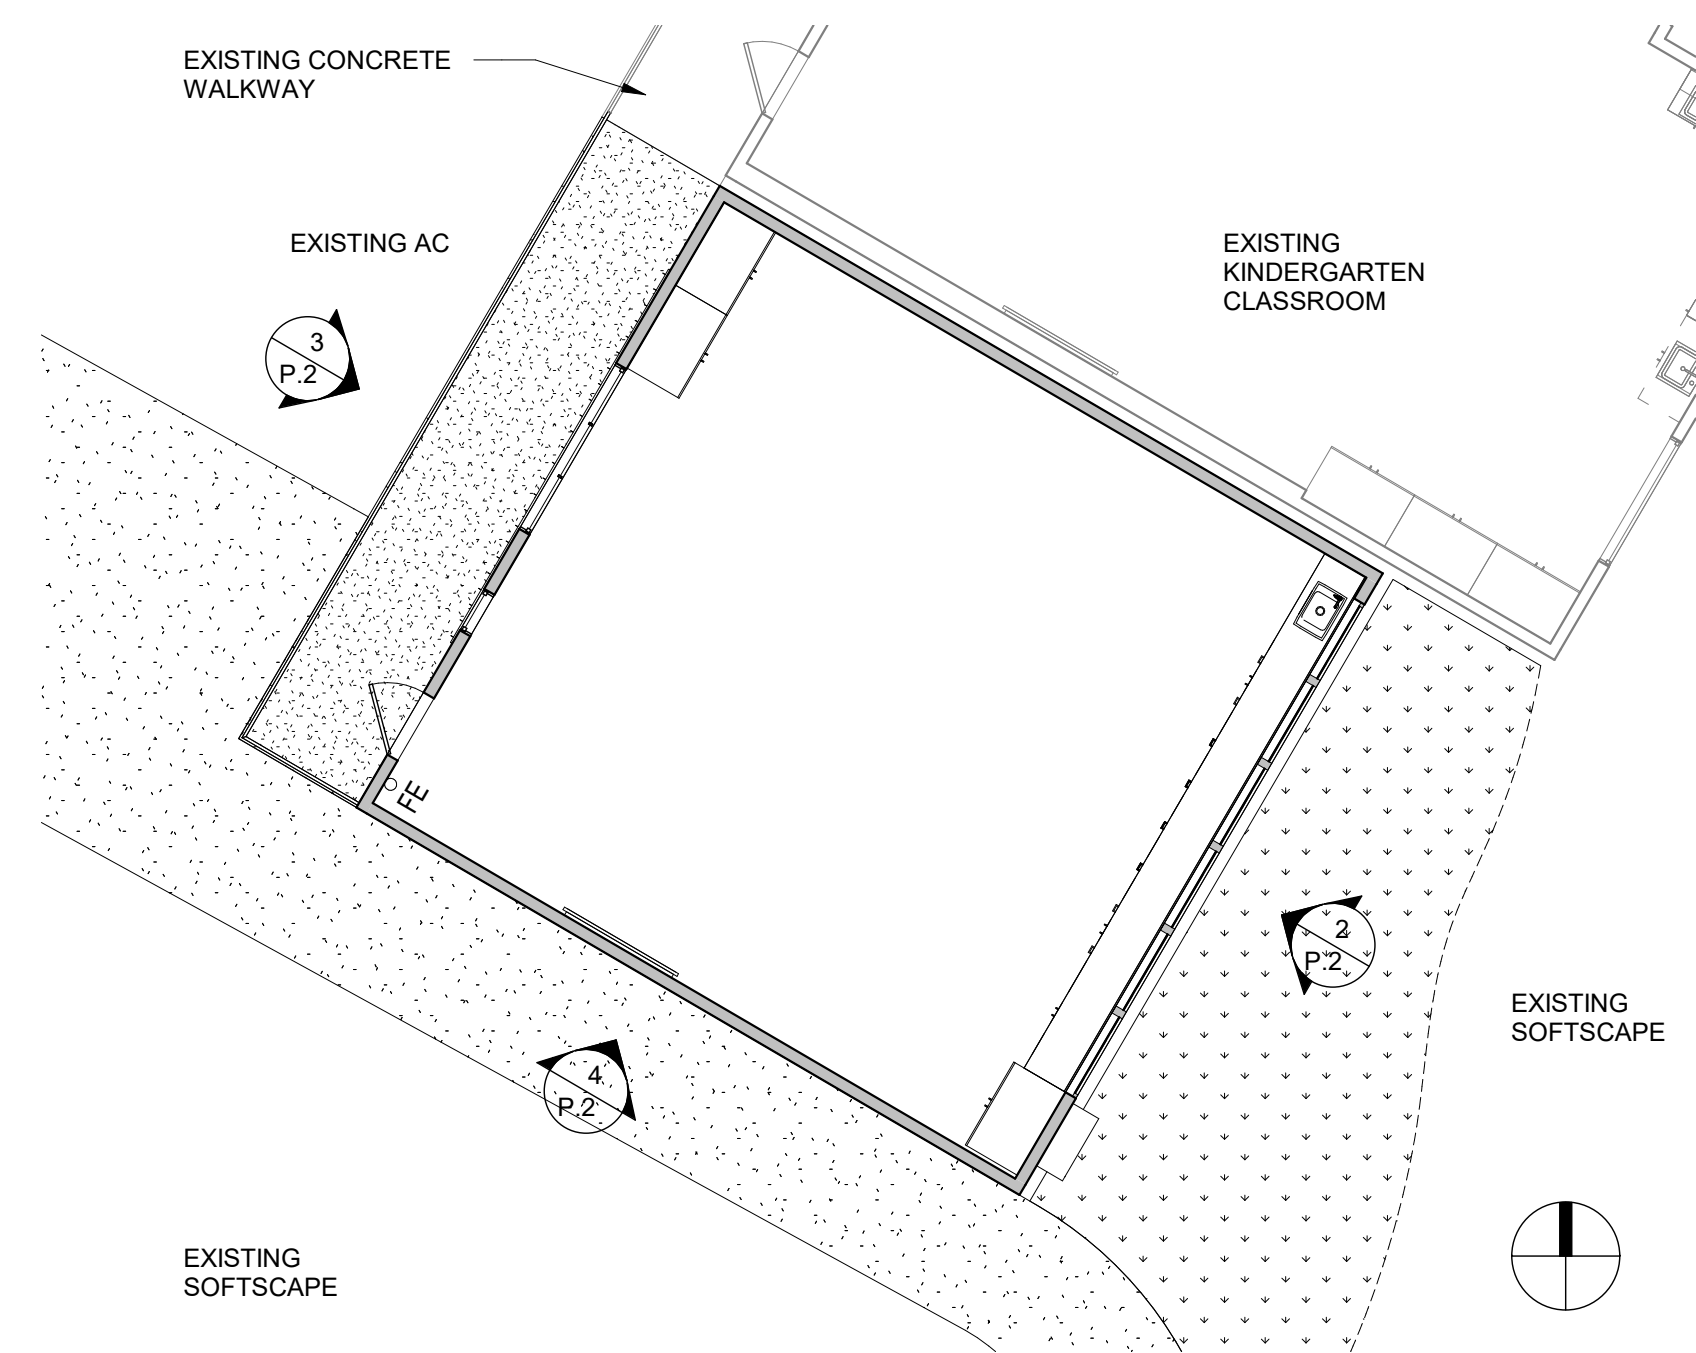 EXISTING CONCRETE
WALKWAY
EXISTING AC
EXISTING
KINDERGARTEN
CLASSROOM
3
P.2
FE
2
P.2
EXISTING
SOFTSCAPE
4
P.2
EXISTING
SOFTSCAPE